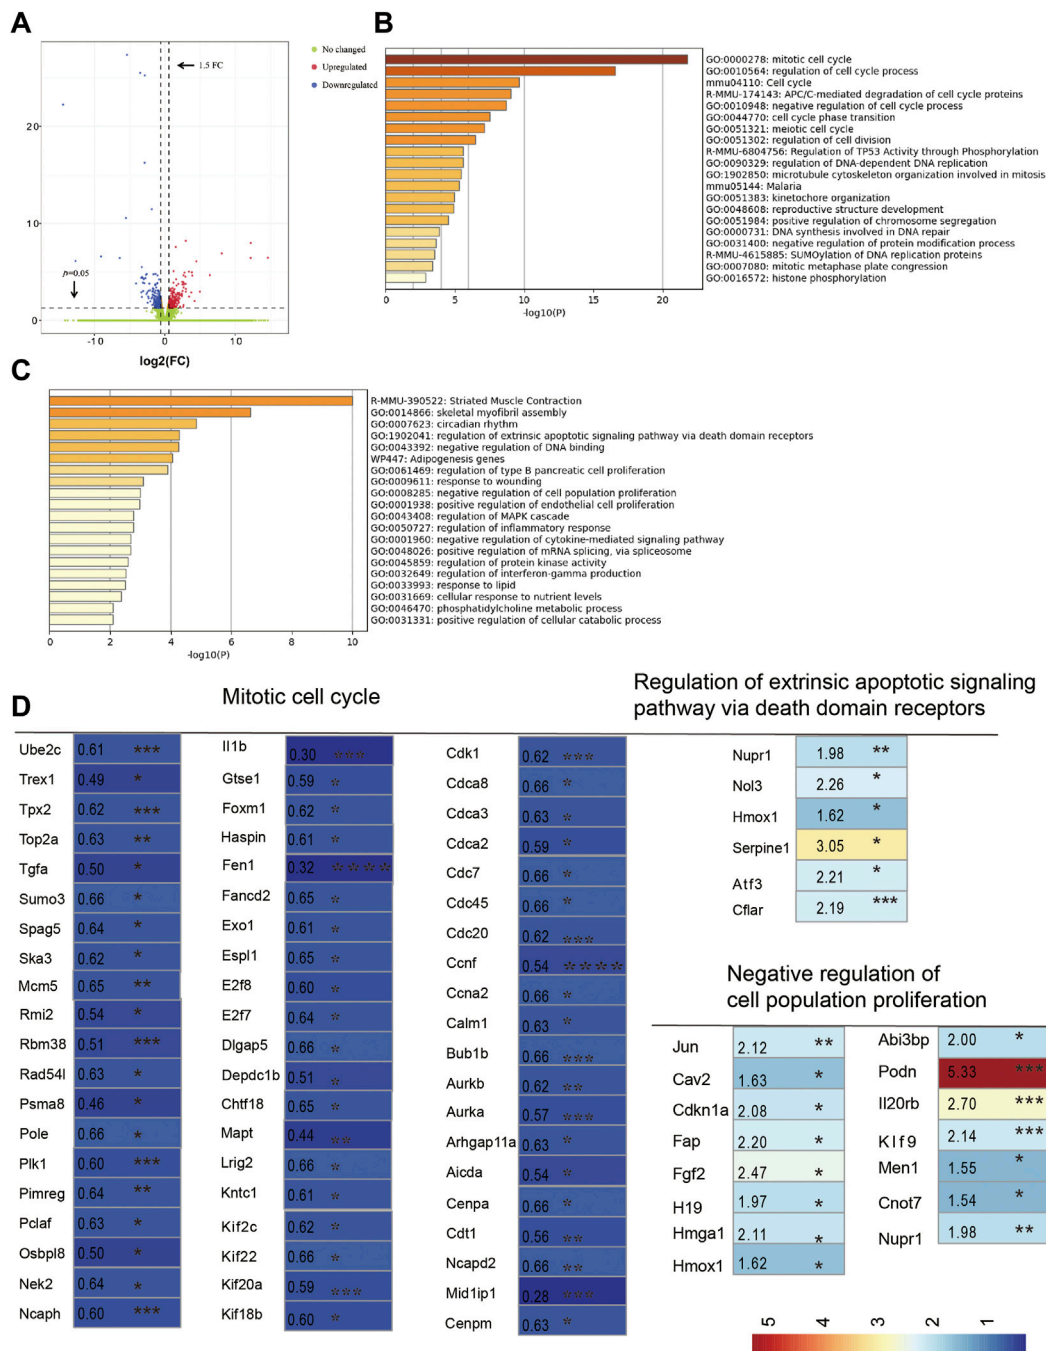 A
1.5 FC
No changed
Upregulated
Downregulated
20
10
0
p=0.05
-10 0 10
log2(FC)
B
GO:0000278: mitotic cell cycle
GO:0010564: regulation of cell cycle process
mmu04110: Cell cycle
R-MMU-174143: APC/C-mediated degradation of cell cycle proteins
GO:0010948: negative regulation of cell cycle process
GO:0044770: cell cycle phase transition
GO:0051321: meiotic cell cycle
GO:0051302: regulation of cell division
R-MMU-6804756: Regulation of TP53 Activity through Phosphorylation
GO:0090329: regulation of DNA-dependent DNA replication
GO:1902850: microtubule cytoskeleton organization involved in mitosis
mmu05144: Malaria
GO:0051383: kinetochore organization
GO:0048608: reproductive structure development
GO:0051984: positive regulation of chromosome segregation
GO:0000731: DNA synthesis involved in DNA repair
GO:0031400: negative regulation of protein modification process
R-MMU-4615885: SUMOylation of DNA replication proteins
GO:0007080: mitotic metaphase plate congression
GO:0016572: histone phosphorylation
0 5 10 15 20
-log10(P)
C
R-MMU-390522: Striated Muscle Contraction
GO:0014866: skeletal myofibril assembly
GO:0007623: circadian rhythm
GO:1902041: regulation of extrinsic apoptotic signaling pathway via death domain receptors
GO:0043392: negative regulation of DNA binding
WP447: Adipogenesis genes
GO:0061469: regulation of type B pancreatic cell proliferation
GO:0009611: response to wounding
GO:0008285: negative regulation of cell population proliferation
GO:0001938: positive regulation of endothelial cell proliferation
GO:0043408: regulation of MAPK cascade
GO:0050727: regulation of inflammatory response
GO:0001960: negative regulation of cytokine-mediated signaling pathway
GO:0048026: positive regulation of mRNA splicing, via spliceosome
GO:0045859: regulation of protein kinase activity
GO:0032649: regulation of interferon-gamma production
GO:0033993: response to lipid
GO:0031669: cellular response to nutrient levels
GO:0046470: phosphatidylcholine metabolic process
GO:0031331: positive regulation of cellular catabolic process
0 2 4 6 8 10
-log10(P)
D
Mitotic cell cycle
Ube2c 0.61 ***
Trex1 0.49 *
Tpx2 0.62 ***
Top2a 0.63 **
Tgfa 0.50 *
Sumo3 0.66 *
Spag5 0.64 *
Ska3 0.62 *
Mcm5 0.65 **
Rmi2 0.54 *
Rbm38 0.51 ***
Rad54l 0.63 *
Psma8 0.46 *
Pole 0.66 *
Plk1 0.60 ***
Pimreg 0.64 **
Pclaf 0.63 *
Osbpl8 0.50 *
Nek2 0.64 *
Ncaph 0.60 ***
Il1b 0.30 ***
Gtse1 0.59 *
Foxm1 0.62 *
Haspin 0.61 *
Fen1 0.32 ****
Fancd2 0.65 *
Exo1 0.61 *
Espl1 0.65 *
E2f8 0.60 *
E2f7 0.64 *
Dlgap5 0.66 *
Depdc1b 0.51 *
Chtf18 0.65 *
Mapt 0.44 **
Lrig2 0.66 *
Kntc1 0.61 *
Kif2c 0.62 *
Kif22 0.66 *
Kif20a 0.59 ***
Kif18b 0.60 *
Cdk1 0.62 ***
Cdca8 0.66 *
Cdca3 0.63 *
Cdca2 0.59 *
Cdc7 0.66 *
Cdc45 0.66 *
Cdc20 0.62 ***
Ccnf 0.54 ****
Ccna2 0.66 *
Calm1 0.63 *
Bub1b 0.66 ***
Aurkb 0.62 **
Aurka 0.57 ***
Arhgap11a 0.63 *
Aicda 0.54 *
Cenpa 0.66 *
Cdt1 0.56 **
Ncapd2 0.66 **
Mid1ip1 0.28 ***
Cenpm 0.63 *
Regulation of extrinsic apoptotic signaling
pathway via death domain receptors
Nupr1 1.98 **
Nol3 2.26 *
Hmox1 1.62 *
Serpine1 3.05 *
Atf3 2.21 *
Cflar 2.19 ***
Negative regulation of
cell population proliferation
Jun 2.12 **
Cav2 1.63 *
Cdkn1a 2.08 *
Fap 2.20 *
Fgf2 2.47 *
H19 1.97 *
Hmga1 2.11 *
Hmox1 1.62 *
Abi3bp 2.00 *
Podn 5.33 ***
Il20rb 2.70 ***
Klf9 2.14 ***
Men1 1.55 *
Cnot7 1.54 *
Nupr1 1.98 **
5 4 3 2 1